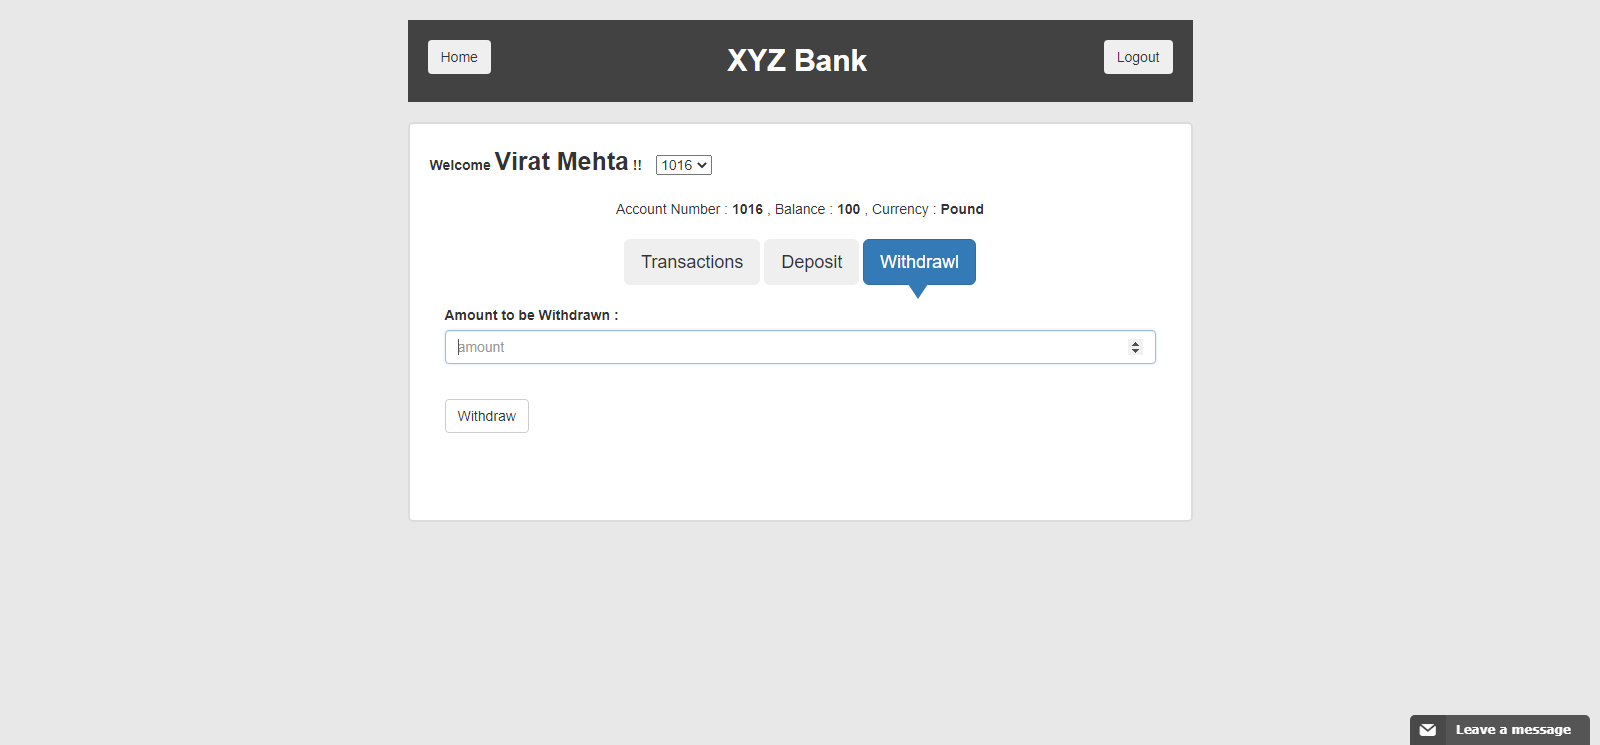 Home XYZ Bank Logout
Welcome Virat Mehta !! 1016
Account Number : 1016 , Balance : 100 , Currency : Pound
Transactions Deposit Withdrawl
Amount to be Withdrawn :
amount
Withdraw
Leave a message